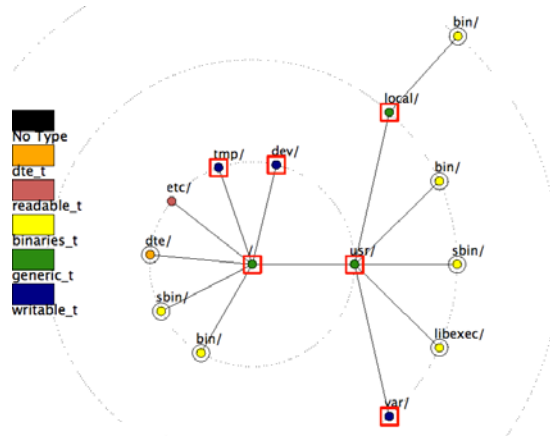 bin/
local/
No Type
dte_t
readable_t
binaries_t
generic_t
writable_t
tmp/
dev/
etc/
bin/
dte/
/
usr/
sbin/
sbin/
bin/
libexec/
var/